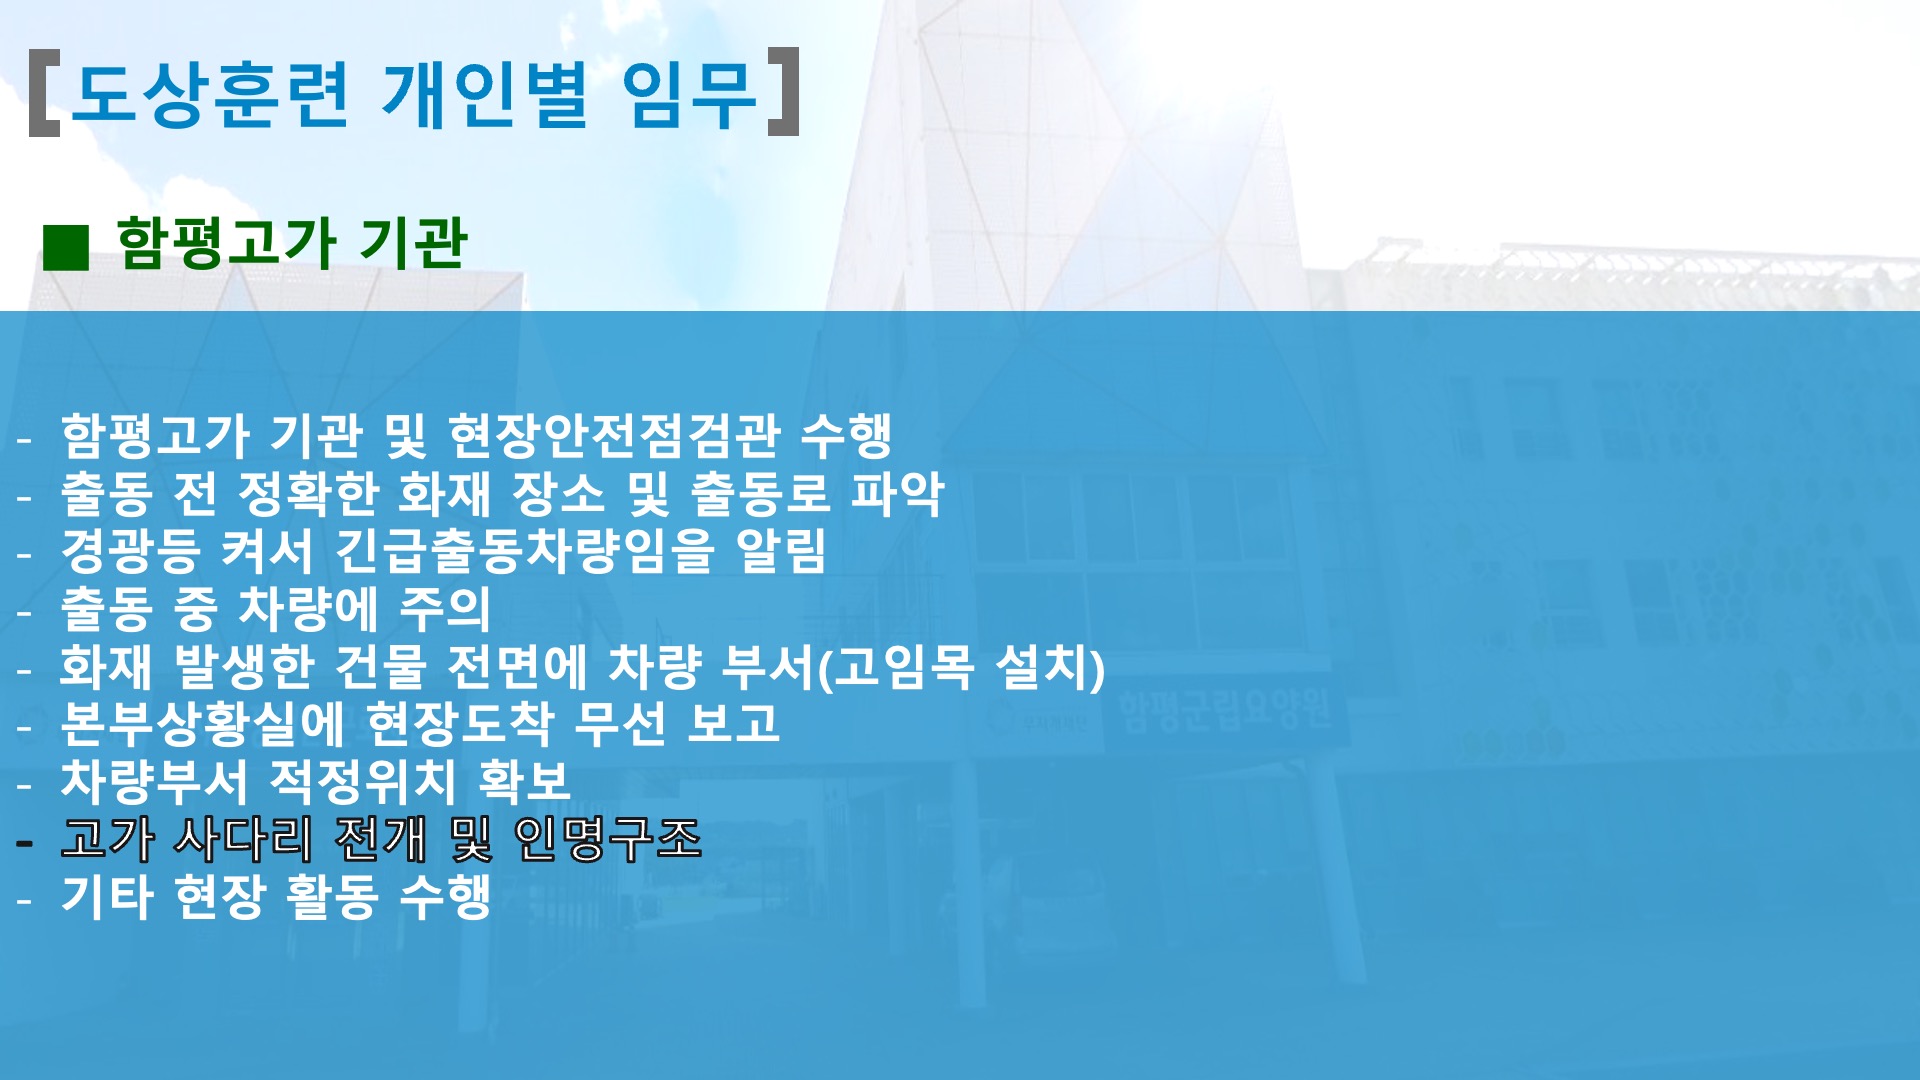 [도상훈련 개인별 임무]
■ 함평고가 기관
- 함평고가 기관 및 현장안전점검관 수행
- 출동 전 정확한 화재 장소 및 출동로 파악
- 경광등 켜서 긴급출동차량임을 알림
- 출동 중 차량에 주의
- 화재 발생한 건물 전면에 차량 부서(고임목 설치)
- 본부상황실에 현장도착 무선 보고
함평군립요양원
- 차량부서 적정위치 확보
- 고가 사다리 전개 및 인명구조
- 기타 현장 활동 수행